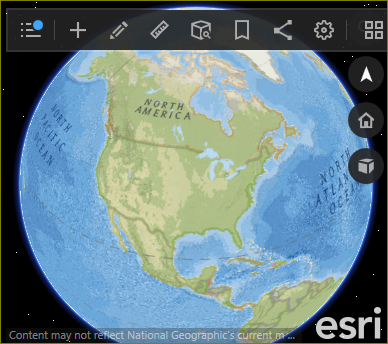 NORTH
AMERICA
NORTH
PACIFIC
OCEAN
NORTH
ATLANTIC
OCEAN
esri
Content may not reflect National Geographic's current m ...